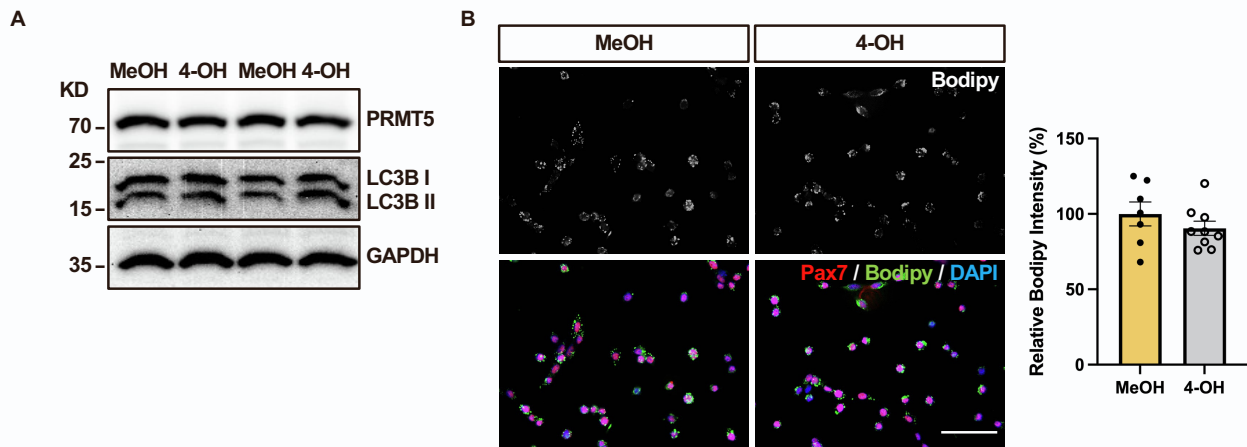 A
MeOH 4-OH MeOH 4-OH
KD
70
PRMT5
25
LC3B I
LC3B II
15
GAPDH
35
B
MeOH
4-OH
Bodipy
Pax7 / Bodipy / DAPI
Relative Bodipy Intensity (%)
150
100
50
0
MeOH
4-OH